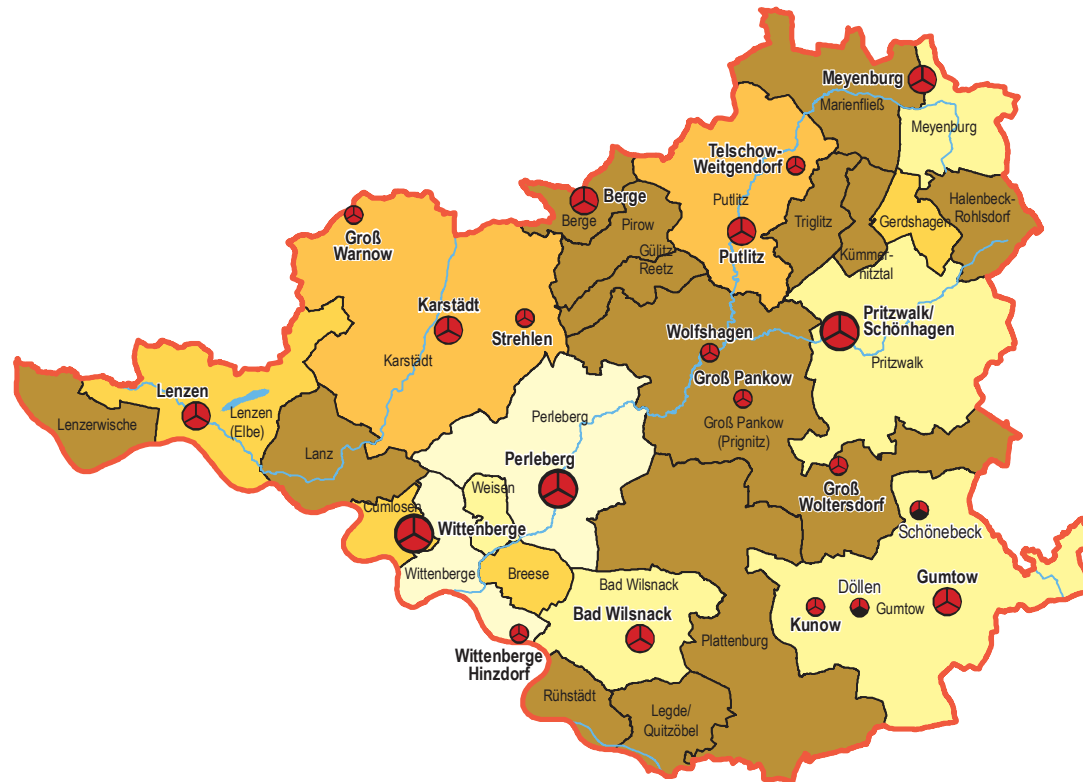 Meyenburg
Marienfließ
Meyenburg
Telschow-
Weitgendorf
Putlitz
Berge
Berge
Pirow
Triglitz
Gerdshagen
Halenbeck-
Rohlsdorf
Groß
Warnow
Gülitz-
Reetz
Putlitz
Kümmer-
nitztal
Karstädt
Strehlen
Karstädt
Wolfshagen
Pritzwalk/
Schönhagen
Pritzwalk
Groß Pankow
Groß Pankow
(Prignitz)
Lenzen
Lenzen
(Elbe)
Lenzerwische
Lanz
Perleberg
Perleberg
Weisen
Groß
Woltersdorf
Cumlosen
Wittenberge
Schönebeck
Wittenberge
Breese
Bad Wilsnack
Bad Wilsnack
Döllen
Gumtow
Kunow
Gumtow
Plattenburg
Wittenberge
Hinzdorf
Rühstädt
Legde/
Quitzöbel